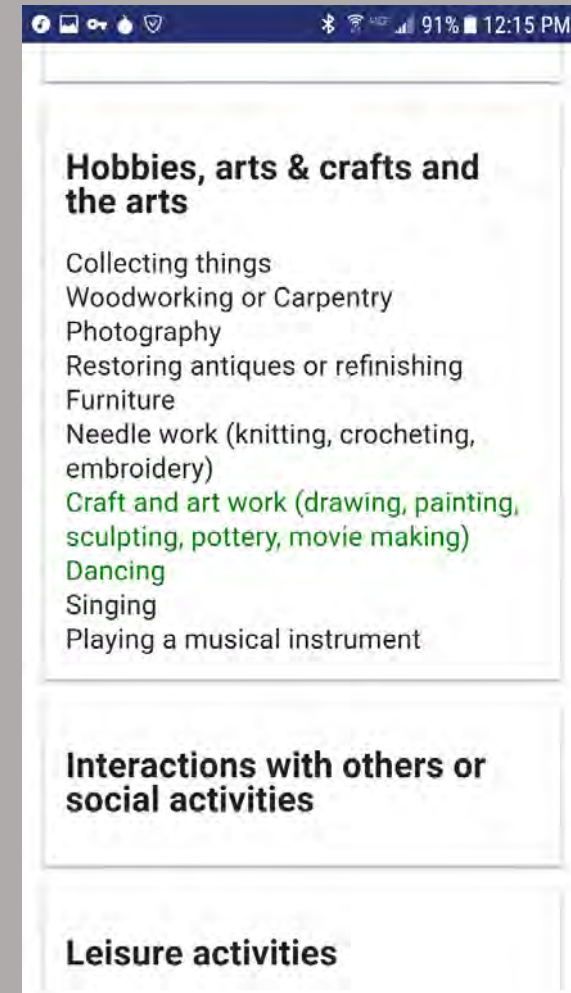 91% 12:15 PM
Hobbies, arts & crafts and
the arts
Collecting things
Woodworking or Carpentry
Photography
Restoring antiques or refinishing
Furniture
Needle work (knitting, crocheting,
embroidery)
Craft and art work (drawing, painting,
sculpting, pottery, movie making)
Dancing
Singing
Playing a musical instrument
Interactions with others or
social activities
Leisure activities